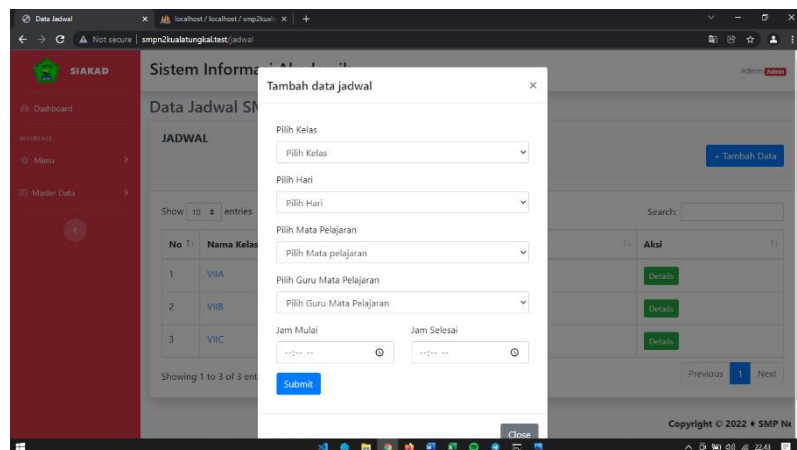 Data Jadwal
localhost / localhost / smp2kual
Not secure smpn2kualatungkal.test/jadwal
SIAKAD
Sistem Informa
Admin Admin
Tambah data jadwal ×
Dashboard
Data Jadwal SM
INTERFACE
JADWAL
Pilih Kelas
Pilih Kelas
+ Tambah Data
Menu
Pilih Hari
Master Data
Pilih Hari
Show 10 entries
Search:
Pilih Mata Pelajaran
Pilih Mata pelajaran
No Nama Kelas
Aksi
Pilih Guru Mata Pelajaran
1 VIIA
Details
Pilih Guru Mata Pelajaran
2 VIIB
Details
Jam Mulai Jam Selesai
3 VIIC
Details
--:-- -- --:-- --
Showing 1 to 3 of 3 ent
Previous 1 Next
Submit
Copyright © 2022 ♦ SMP Ne
Close
22.43